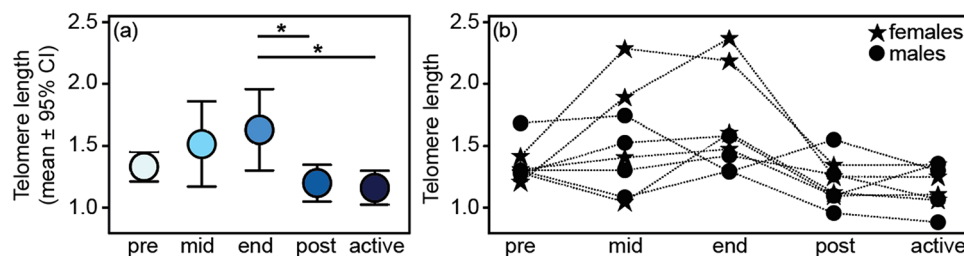 (a)
Telomere length
(mean ± 95% CI)
2.5
2.0
1.5
1.0
*
*
pre mid end post active
(b)
Telomere length
2.5
2.0
1.5
1.0
females
males
pre mid end post active